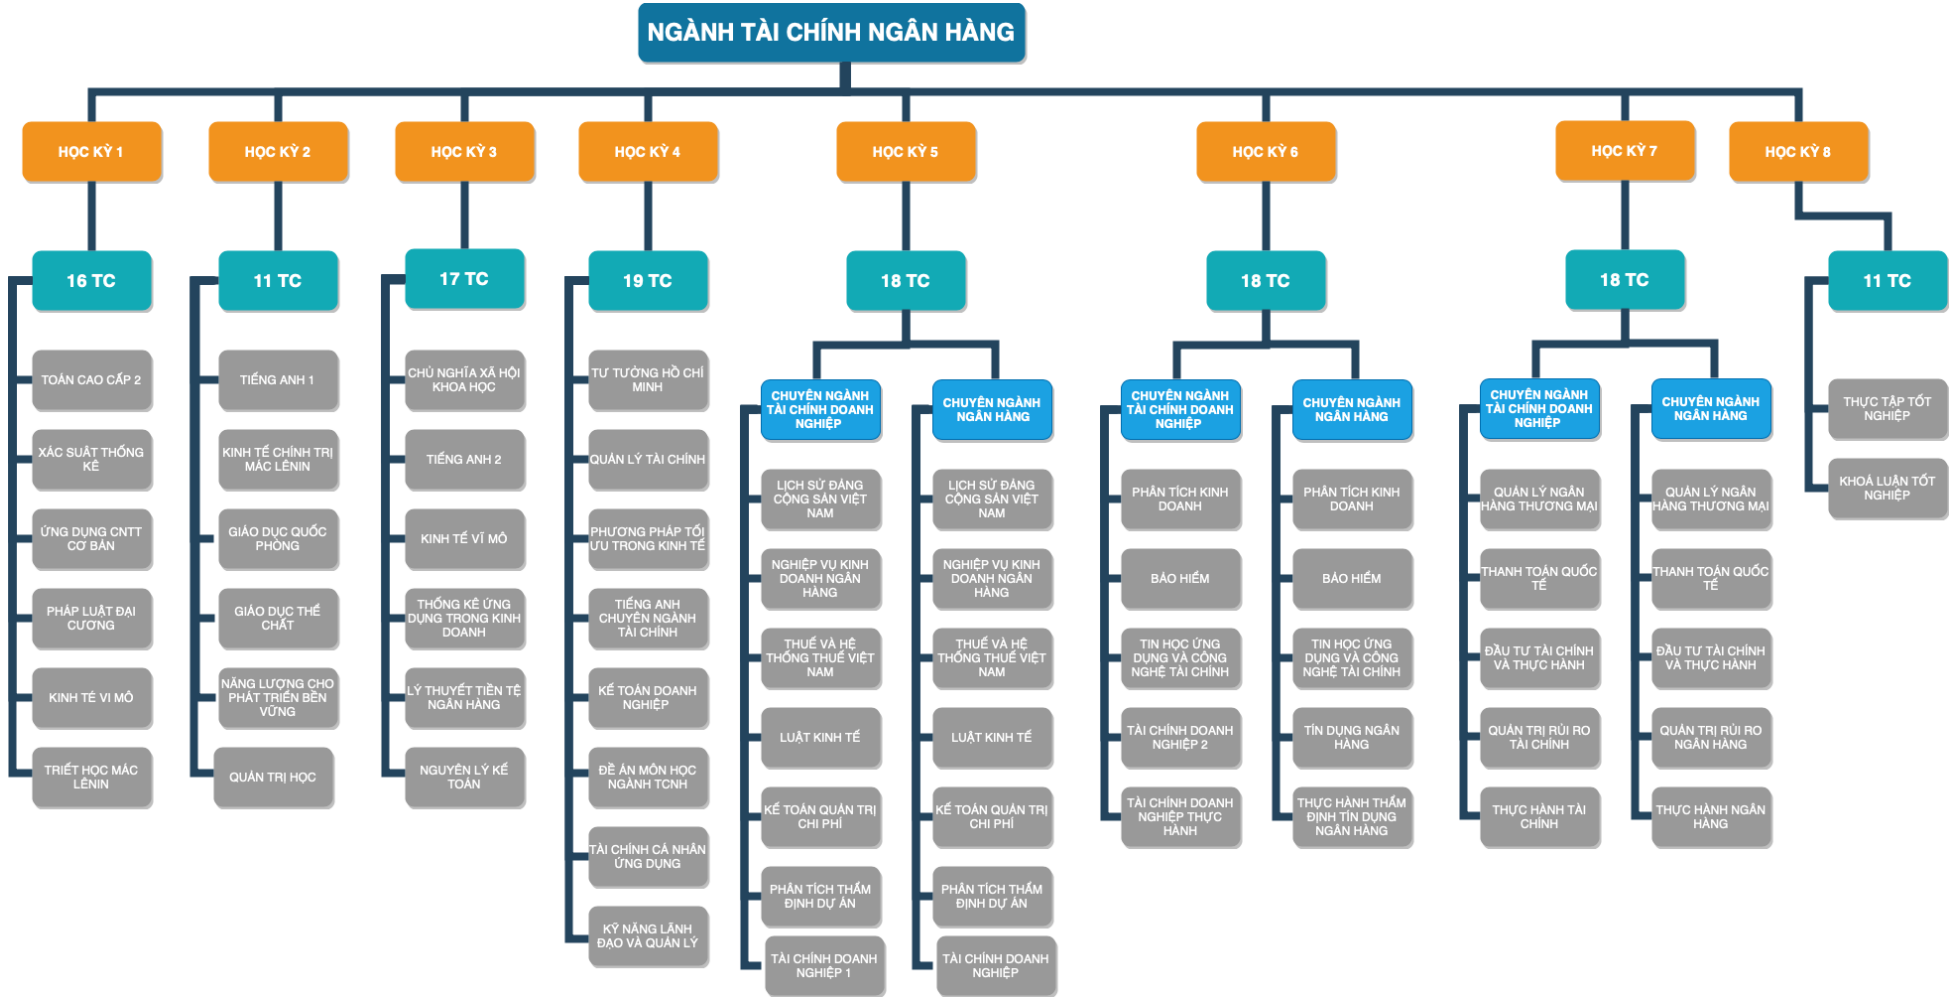 NGÀNH TÀI CHÍNH NGÂN HÀNG
HỌC KỲ 1
16 TC
TOÁN CAO CẤP 2
XÁC SUẤT THỐNG
KÊ
ỨNG DỤNG CNTT
CƠ BẢN
PHÁP LUẬT ĐẠI
CƯƠNG
KINH TẾ VI MÔ
TRIẾT HỌC MÁC
LÊNIN
HỌC KỲ 2
11 TC
TIẾNG ANH 1
KINH TẾ CHÍNH TRỊ
MÁC LÊNIN
GIÁO DỤC QUỐC
PHÒNG
GIÁO DỤC THỂ
CHẤT
NĂNG LƯỢNG CHO
PHÁT TRIỂN BỀN
VỮNG
QUẢN TRỊ HỌC
HỌC KỲ 3
17 TC
CHỦ NGHĨA XÃ HỘI
KHOA HỌC
TIẾNG ANH 2
KINH TẾ VĨ MÔ
THỐNG KÊ ỨNG
DỤNG TRONG KINH
DOANH
LÝ THUYẾT TIỀN TỆ
NGÂN HÀNG
NGUYÊN LÝ KẾ
TOÁN
HỌC KỲ 4
19 TC
TƯ TƯỞNG HỒ CHÍ
MINH
QUẢN LÝ TÀI CHÍNH
PHƯƠNG PHÁP TỐI
ƯU TRONG KINH TẾ
TIẾNG ANH
CHUYÊN NGÀNH
TÀI CHÍNH
KẾ TOÁN DOANH
NGHIỆP
ĐỀ ÁN MÔN HỌC
NGÀNH TCNH
TÀI CHÍNH CÁ NHÂN
ỨNG DỤNG
KỸ NĂNG LÃNH
ĐẠO VÀ QUẢN LÝ
HỌC KỲ 5
18 TC
CHUYÊN NGÀNH
TÀI CHÍNH DOANH
NGHIỆP
LỊCH SỬ ĐẢNG
CỘNG SẢN VIỆT
NAM
NGHIỆP VỤ KINH
DOANH NGÂN
HÀNG
THUẾ VÀ HỆ
THỐNG THUẾ VIỆT
NAM
LUẬT KINH TẾ
KẾ TOÁN QUẢN TRỊ
CHI PHÍ
PHÂN TÍCH THẨM
ĐỊNH DỰ ÁN
TÀI CHÍNH DOANH
NGHIỆP 1
CHUYÊN NGÀNH
NGÂN HÀNG
LỊCH SỬ ĐẢNG
CỘNG SẢN VIỆT
NAM
NGHIỆP VỤ KINH
DOANH NGÂN
HÀNG
THUẾ VÀ HỆ
THỐNG THUẾ VIỆT
NAM
LUẬT KINH TẾ
KẾ TOÁN QUẢN TRỊ
CHI PHÍ
PHÂN TÍCH THẨM
ĐỊNH DỰ ÁN
TÀI CHÍNH DOANH
NGHIỆP
HỌC KỲ 6
18 TC
CHUYÊN NGÀNH
TÀI CHÍNH DOANH
NGHIỆP
PHÂN TÍCH KINH
DOANH
BẢO HIỂM
TIN HỌC ỨNG
DỤNG VÀ CÔNG
NGHỆ TÀI CHÍNH
TÀI CHÍNH DOANH
NGHIỆP 2
TÀI CHÍNH DOANH
NGHIỆP THỰC
HÀNH
CHUYÊN NGÀNH
NGÂN HÀNG
PHÂN TÍCH KINH
DOANH
BẢO HIỂM
TIN HỌC ỨNG
DỤNG VÀ CÔNG
NGHỆ TÀI CHÍNH
TÍN DỤNG NGÂN
HÀNG
THỰC HÀNH THẨM
ĐỊNH TÍN DỤNG
NGÂN HÀNG
HỌC KỲ 7
18 TC
CHUYÊN NGÀNH
TÀI CHÍNH DOANH
NGHIỆP
QUẢN LÝ NGÂN
HÀNG THƯƠNG MẠI
THANH TOÁN QUỐC
TẾ
ĐẦU TƯ TÀI CHÍNH
VÀ THỰC HÀNH
QUẢN TRỊ RỦI RO
TÀI CHÍNH
THỰC HÀNH TÀI
CHÍNH
CHUYÊN NGÀNH
NGÂN HÀNG
QUẢN LÝ NGÂN
HÀNG THƯƠNG MẠI
THANH TOÁN QUỐC
TẾ
ĐẦU TƯ TÀI CHÍNH
VÀ THỰC HÀNH
QUẢN TRỊ RỦI RO
NGÂN HÀNG
THỰC HÀNH NGÂN
HÀNG
HỌC KỲ 8
11 TC
THỰC TẬP TỐT
NGHIỆP
KHOÁ LUẬN TỐT
NGHIỆP